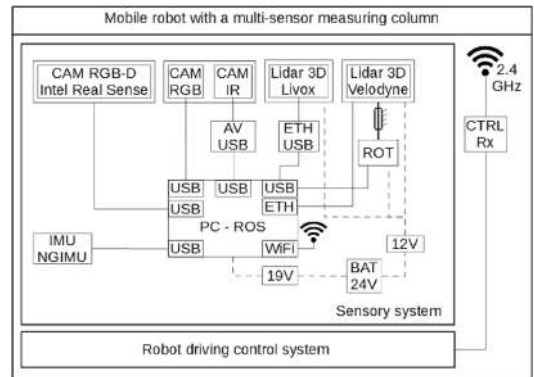 Mobile robot with a multi-sensor measuring column
CAM RGB-D
Intel Real Sense
CAM
RGB
CAM
IR
Lidar 3D
Livox
Lidar 3D
Velodyne
2.4
GHz
AV
USB
ETH
USB
ROT
CTRL
Rx
USB
USB
USB
USB
ETH
PC - ROS
IMU
NGIMU
USB
WiFi
12V
19V
BAT
24V
Sensory system
Robot driving control system